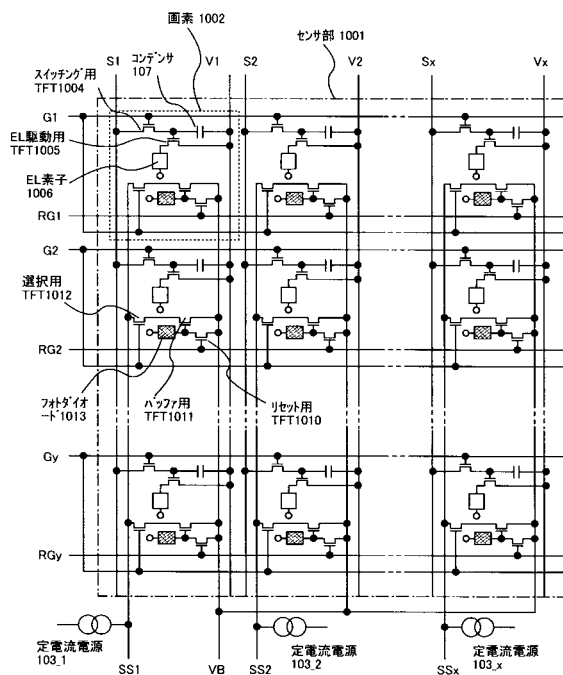 画素 1002
センサ部 1001
コンデンサ
107
S1
V1
S2
V2
Sx
Vx
スイッチング用
TFT1004
G1
EL駆動用
TFT1005
EL素子
1006
RG1
G2
選択用
TFT1012
RG2
フォトダイオ
ード1013
バッファ用
TFT1011
リセット用
TFT1010
Gy
RGy
定電流電源
103_1
定電流電源
103_2
定電流電源
103_x
SS1
VB
SS2
SSx